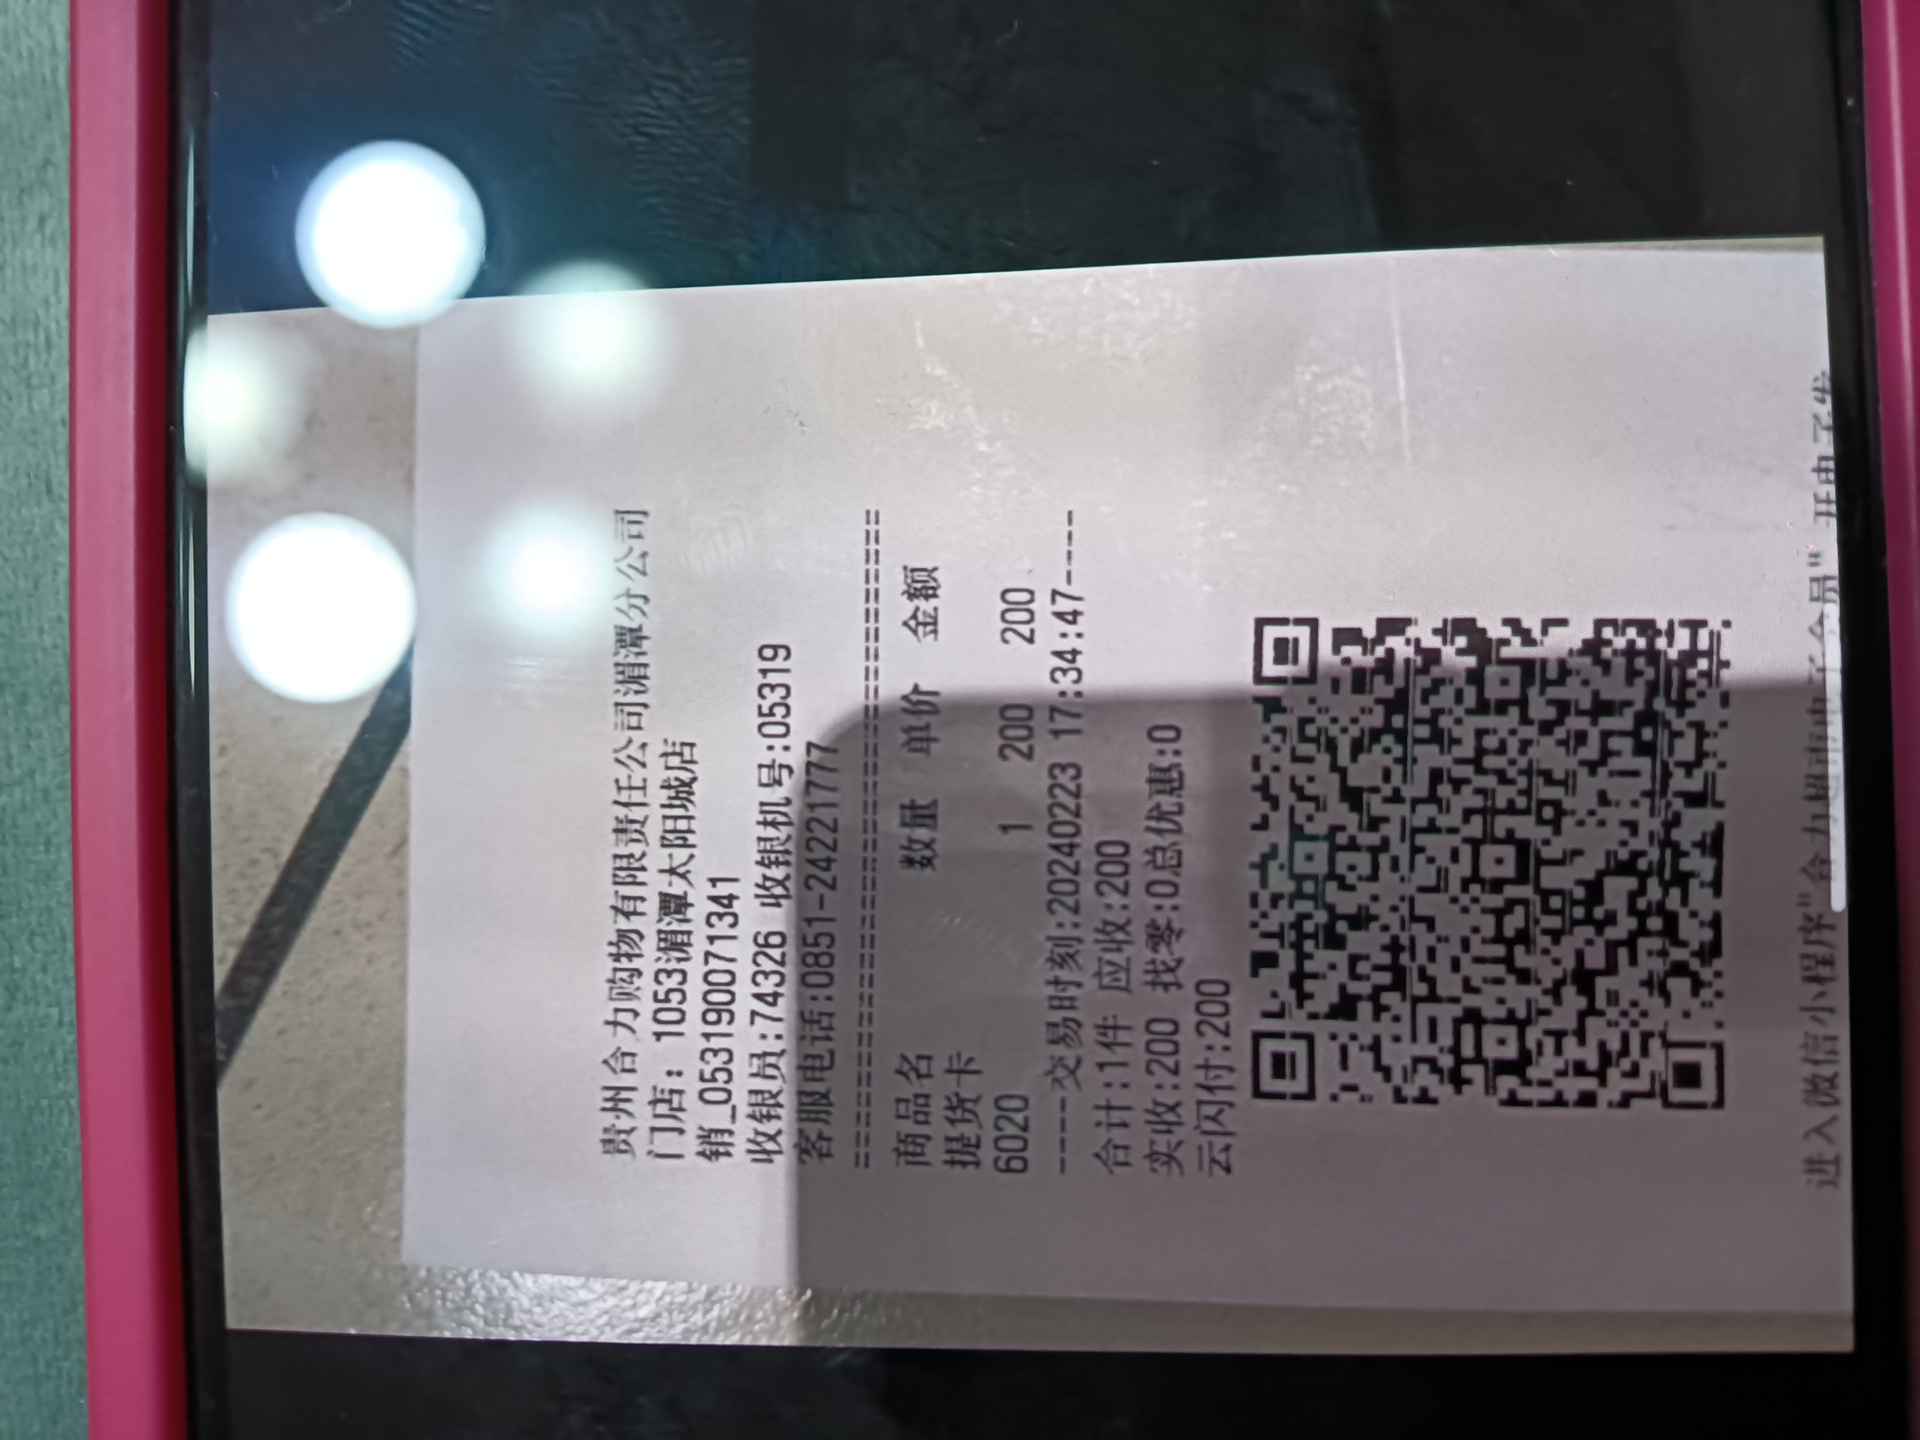 贵州合力购物有限责任公司湄潭分公司
门店: 1053湄潭太阳城店
销_053190071341
收银员:74326 收银机号:05319
客服电话:0851-24221777
======================================
商品名 数量 单价 金额
提货卡
6020 1 200 200
----交易时刻:20240223 17:34:47----
合计:1件 应收:200
实收:200 找零:0总优惠:0
云闪付:200
进入微信小程序"合力超市电子会员"开电子发